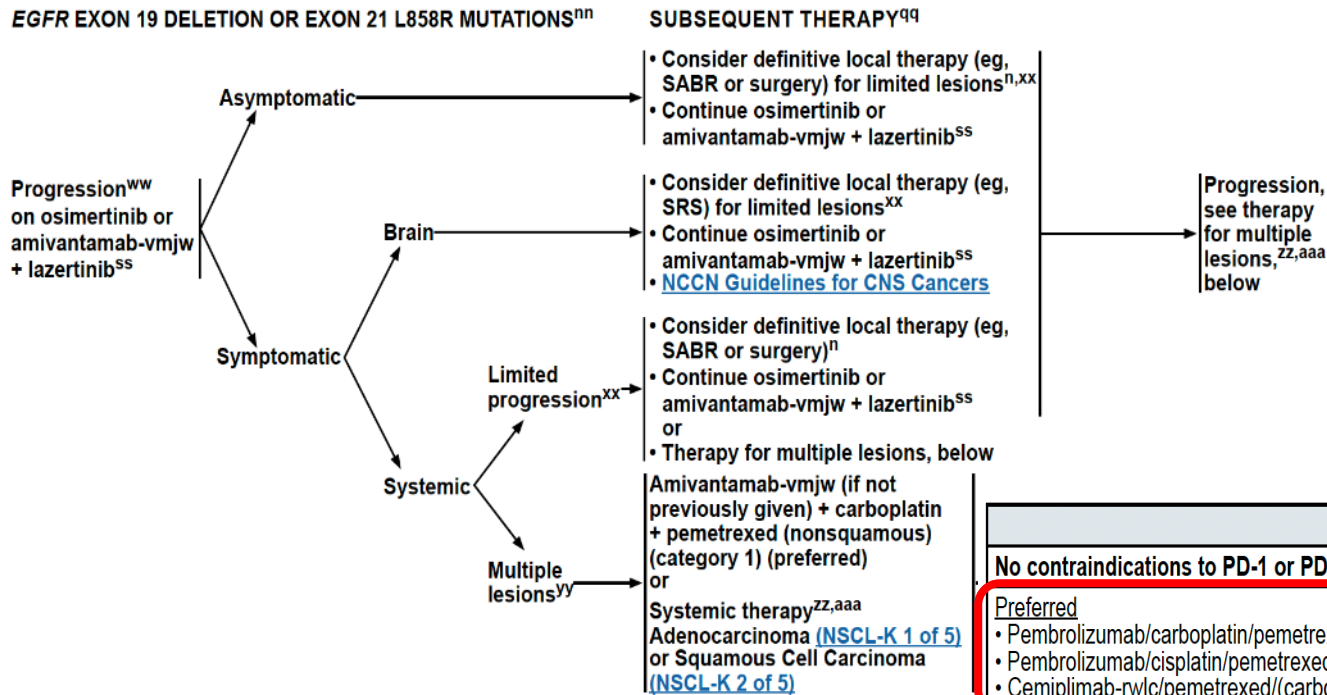 EGFR EXON 19 DELETION OR EXON 21 L858R MUTATIONSnn
SUBSEQUENT THERAPYqq
Progressionww
on osimertinib or
amivantamab-vmjw
+ lazertinibss
Asymptomatic
• Consider definitive local therapy (eg,
SABR or surgery) for limited lesionsn,xx
• Continue osimertinib or
amivantamab-vmjw + lazertinibss
Symptomatic
Brain
• Consider definitive local therapy (eg,
SRS) for limited lesionsxx
• Continue osimertinib or
amivantamab-vmjw + lazertinibss
• NCCN Guidelines for CNS Cancers
Systemic
Limited
progressionxx
• Consider definitive local therapy (eg,
SABR or surgery)n
• Continue osimertinib or
amivantamab-vmjw + lazertinibss
or
• Therapy for multiple lesions, below
Multiple
lesionsyy
Amivantamab-vmjw (if not
previously given) + carboplatin
+ pemetrexed (nonsquamous)
(category 1) (preferred)
or
Systemic therapyzz,aaa
Adenocarcinoma (NSCL-K 1 of 5)
or Squamous Cell Carcinoma
(NSCL-K 2 of 5)
Progression,
see therapy
for multiple
lesions,zz,aaa
below
No contraindications to PD-1 or PD
Preferred
• Pembrolizumab/carboplatin/pemetre
• Pembrolizumab/cisplatin/pemetrexed
• Cemiplimab-rwlc/pemetrexed/(carbo